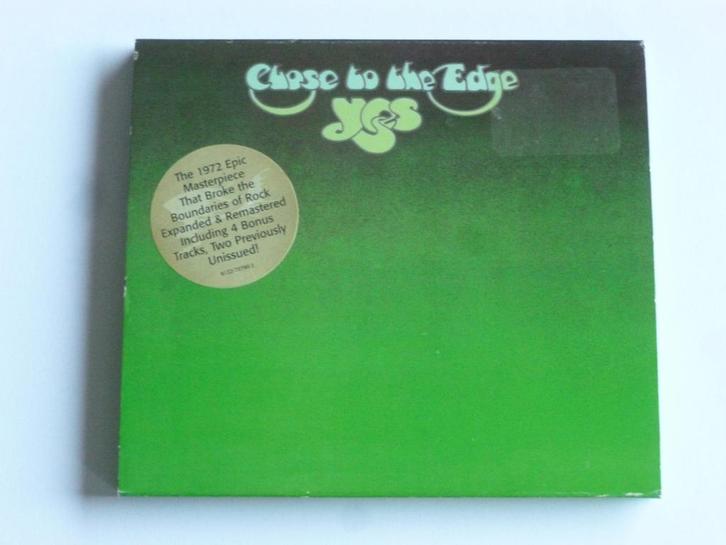 Close to the Edge
Yes
The 1972 Epic
Masterpiece
That Broke the
Boundaries of Rock
Expanded & Remastered
Including 4 Bonus
Tracks, Two Previously
Unissued!